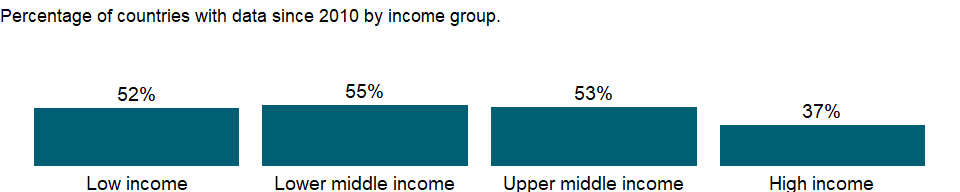 Percentage of countries with data since 2010 by income group.
52%
55%
53%
37%
Low income
Lower middle income
Upper middle income
High income